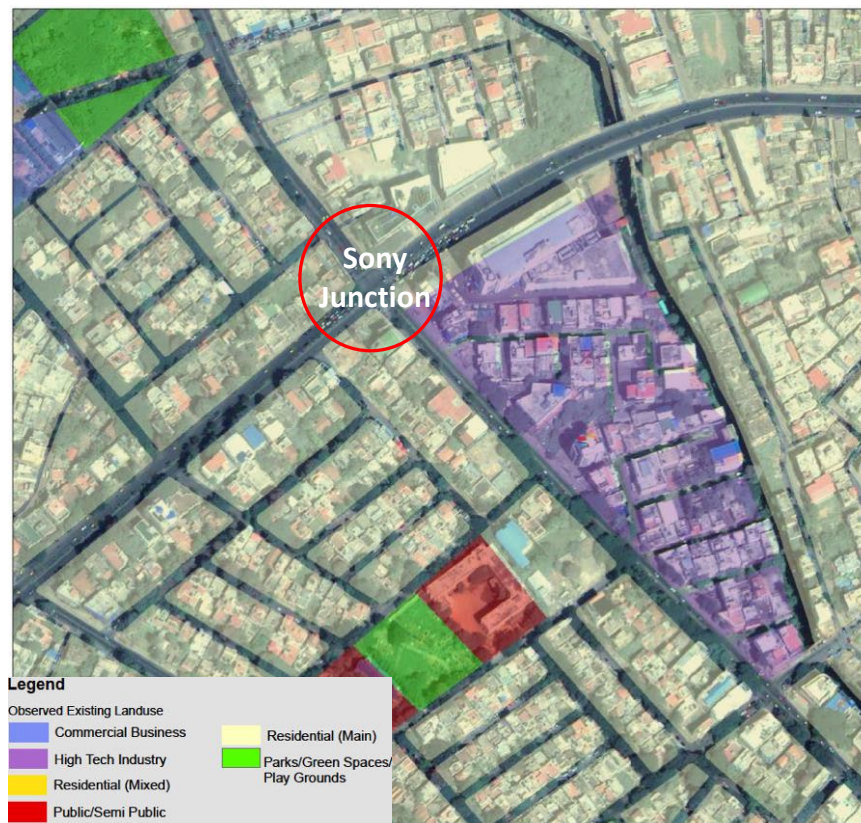 Sony
Junction
Legend
Observed Existing Landuse
Commercial Business
High Tech Industry
Residential (Mixed)
Public/Semi Public
Residential (Main)
Parks/Green Spaces/
Play Grounds